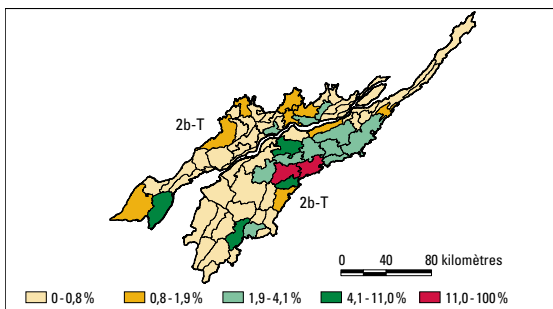 2b-T
2b-T
0 40 80 kilomètres
0 - 0,8 % 0,8 - 1,9 % 1,9 - 4,1 % 4,1 - 11,0 % 11,0 - 100 %